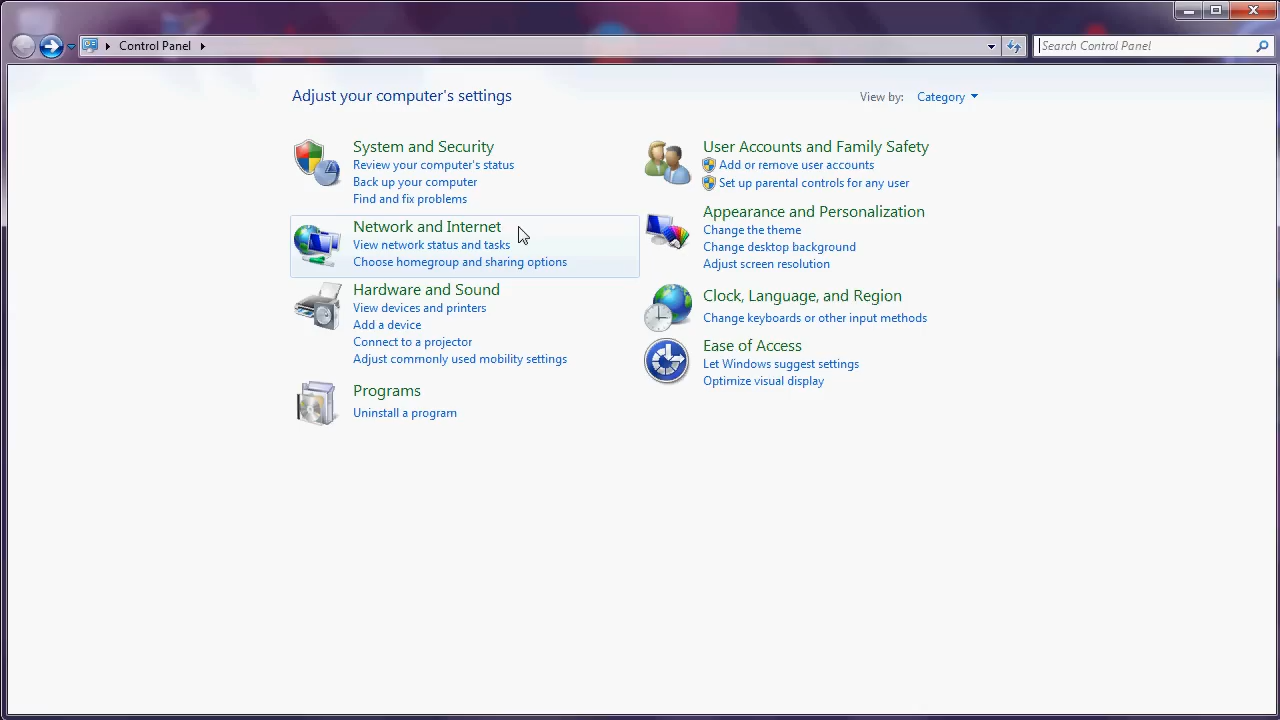 Control Panel
Search Control Panel
Adjust your computer's settings
View by: Category
System and Security
Review your computer's status
Back up your computer
Find and fix problems
Network and Internet
View network status and tasks
Choose homegroup and sharing options
Hardware and Sound
View devices and printers
Add a device
Connect to a projector
Adjust commonly used mobility settings
Programs
Uninstall a program
User Accounts and Family Safety
Add or remove user accounts
Set up parental controls for any user
Appearance and Personalization
Change the theme
Change desktop background
Adjust screen resolution
Clock, Language, and Region
Change keyboards or other input methods
Ease of Access
Let Windows suggest settings
Optimize visual display